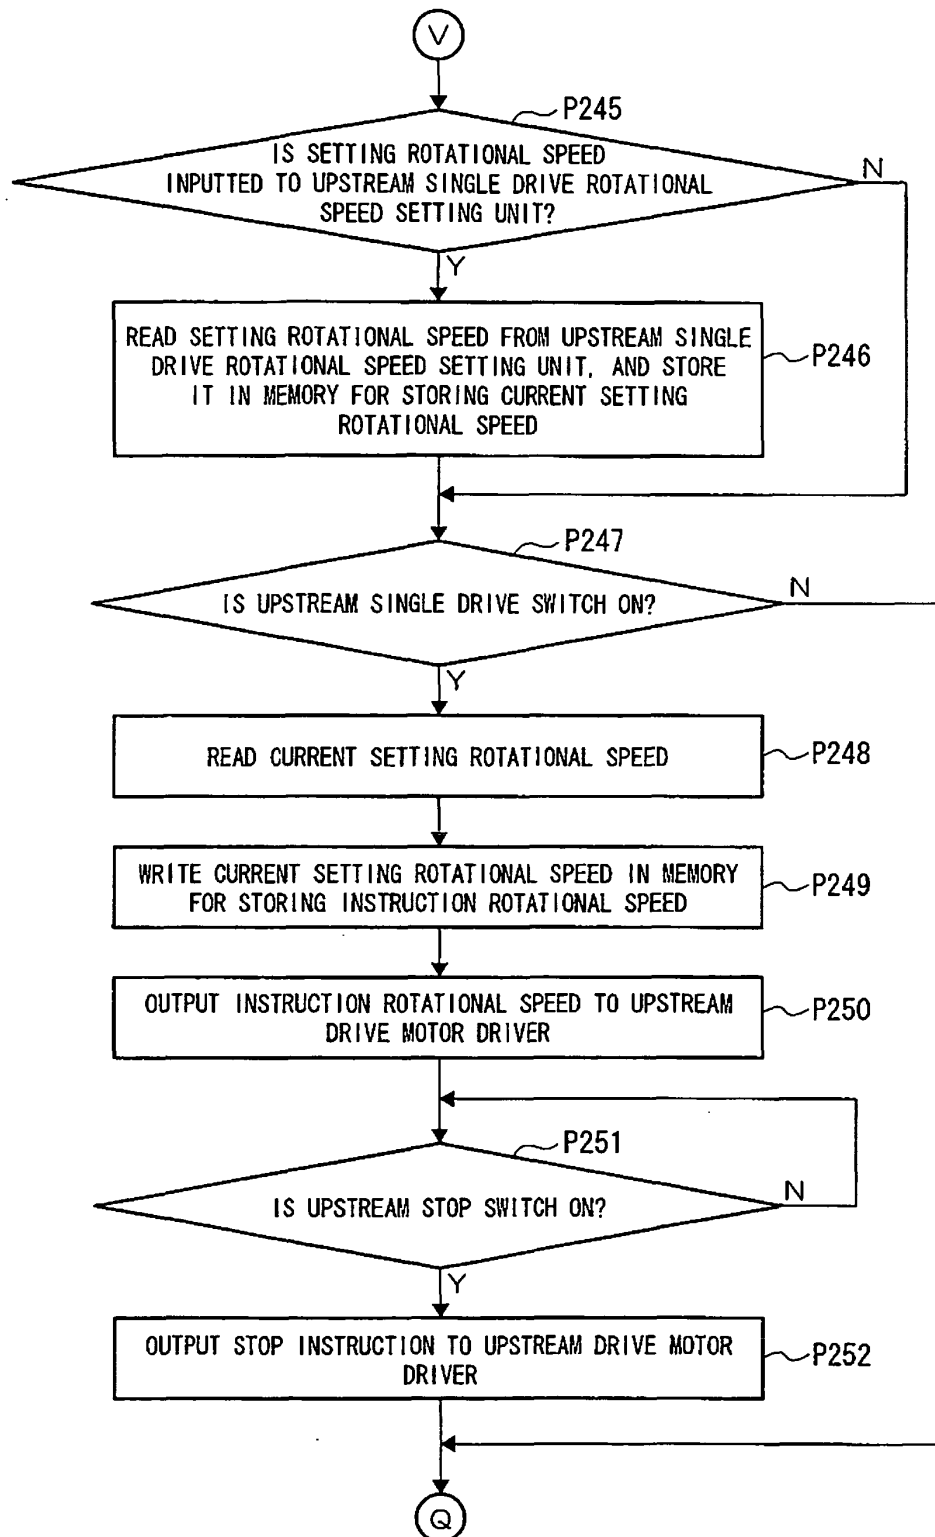 V
P245
IS SETTING ROTATIONAL SPEED
INPUTTED TO UPSTREAM SINGLE DRIVE ROTATIONAL
SPEED SETTING UNIT?
N
Y
READ SETTING ROTATIONAL SPEED FROM UPSTREAM SINGLE
DRIVE ROTATIONAL SPEED SETTING UNIT, AND STORE
IT IN MEMORY FOR STORING CURRENT SETTING
ROTATIONAL SPEED
P246
P247
IS UPSTREAM SINGLE DRIVE SWITCH ON?
N
Y
READ CURRENT SETTING ROTATIONAL SPEED
P248
WRITE CURRENT SETTING ROTATIONAL SPEED IN MEMORY
FOR STORING INSTRUCTION ROTATIONAL SPEED
P249
OUTPUT INSTRUCTION ROTATIONAL SPEED TO UPSTREAM
DRIVE MOTOR DRIVER
P250
P251
IS UPSTREAM STOP SWITCH ON?
N
Y
OUTPUT STOP INSTRUCTION TO UPSTREAM DRIVE MOTOR
DRIVER
P252
Q